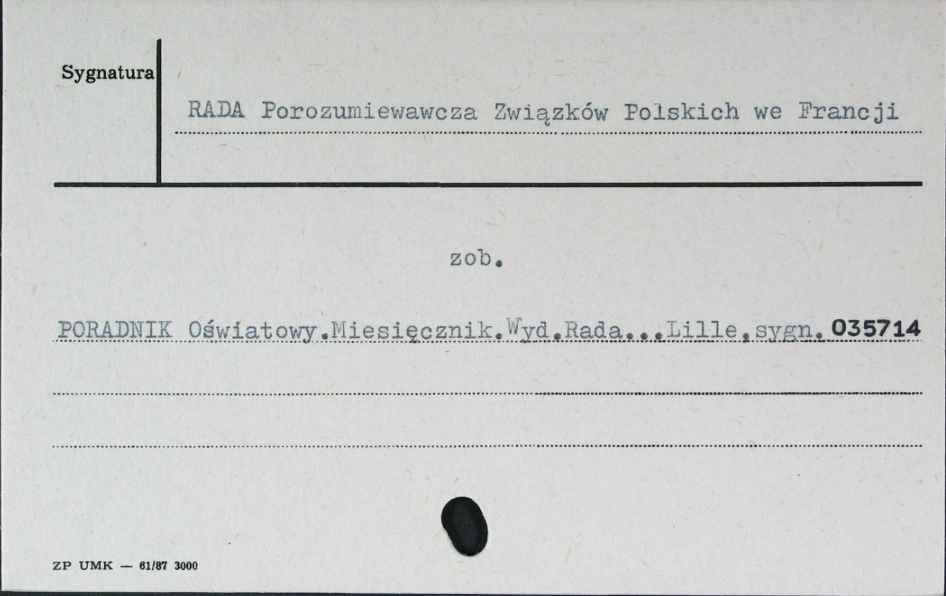 Sygnatura
RADA Porozumiewawcza Związków Polskich we Francji
zob.
PORADNIK Oświatowy.Miesięcznik.Wyd.Rada...Lille,sygn. 035714
ZP UMK — 61/87 3000